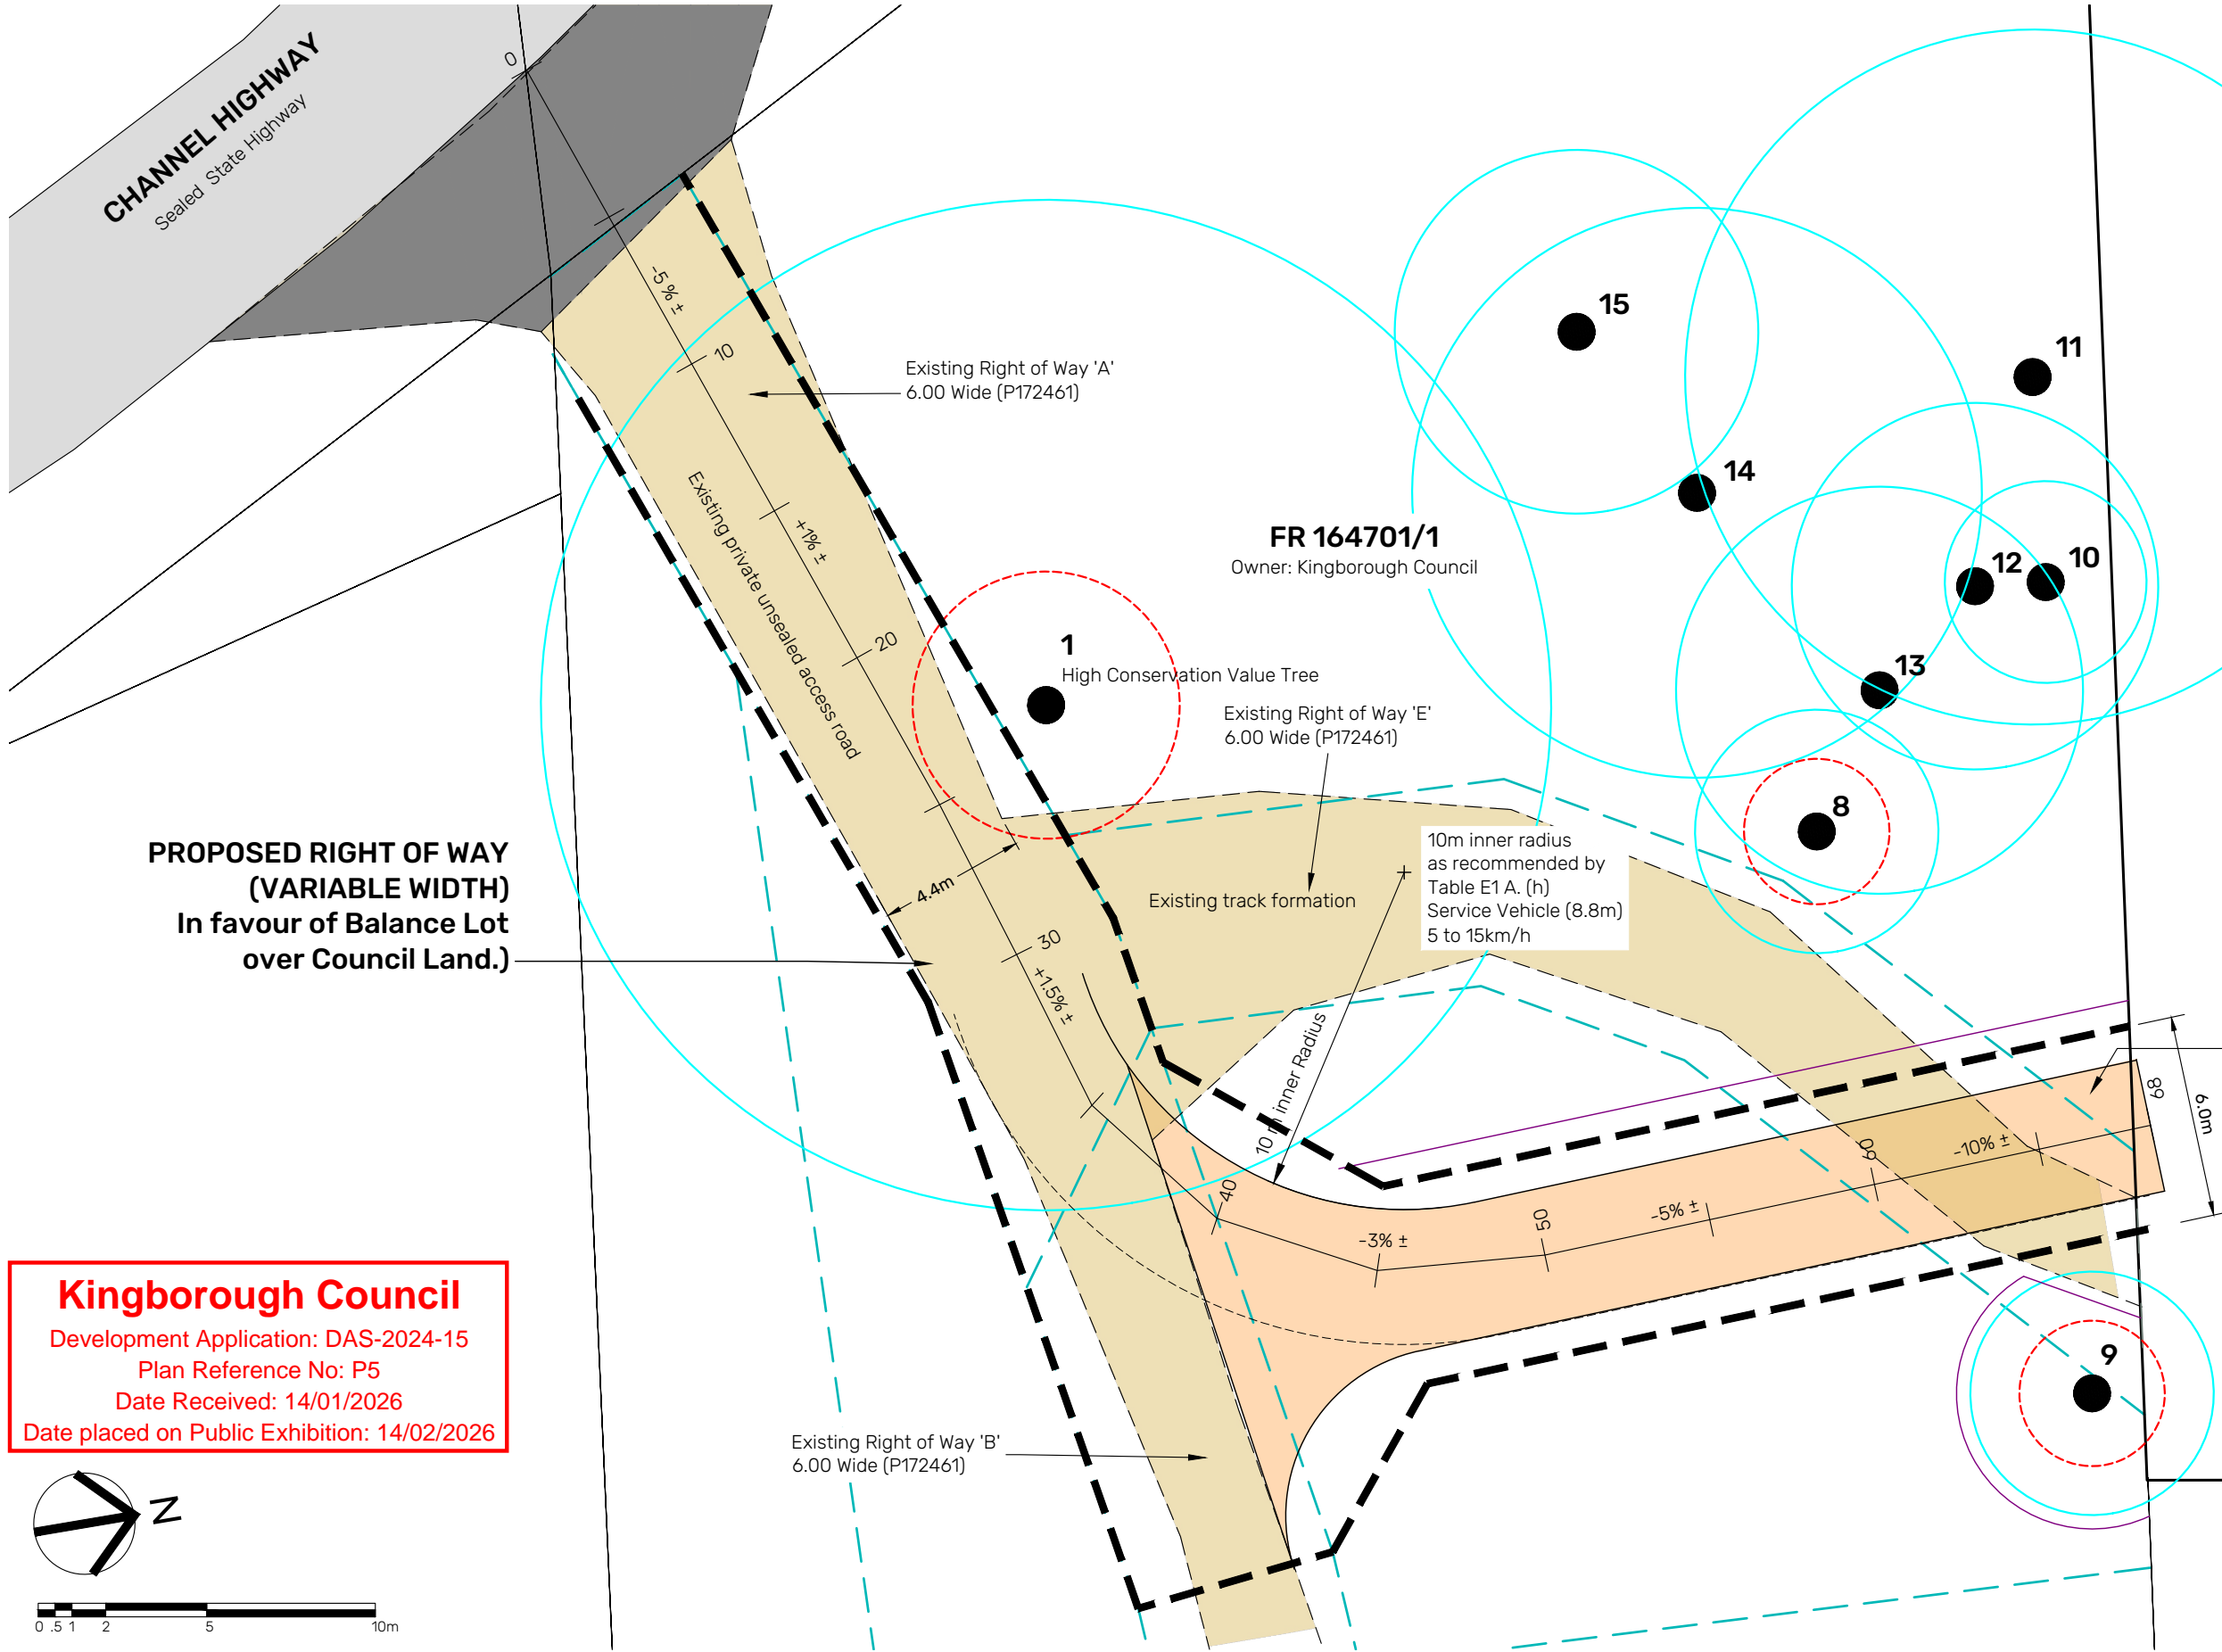 CHANNEL HIGHWAY
Sealed State Highway
0
-5 % ±
10
Existing Right of Way 'A'
6.00 Wide (P172461)
Existing private unsealed access road
+1% ±
20
15
11
14
FR 164701/1
Owner: Kingborough Council
12
10
13
1
High Conservation Value Tree
Existing Right of Way 'E'
6.00 Wide (P172461)
8
10m inner radius
as recommended by
Table E1 A. (h)
Service Vehicle (8.8m)
5 to 15km/h
PROPOSED RIGHT OF WAY
(VARIABLE WIDTH)
In favour of Balance Lot
over Council Land.)
4.4m
Existing track formation
30
+1.5% ±
10 m inner Radius
40
-3% ±
50
-5% ±
60
-10% ±
68
6.0m
9
Existing Right of Way 'B'
6.00 Wide (P172461)
Kingborough Council
Development Application: DAS-2024-15
Plan Reference No: P5
Date Received: 14/01/2026
Date placed on Public Exhibition: 14/02/2026
N
0 .5 1 2 5 10m